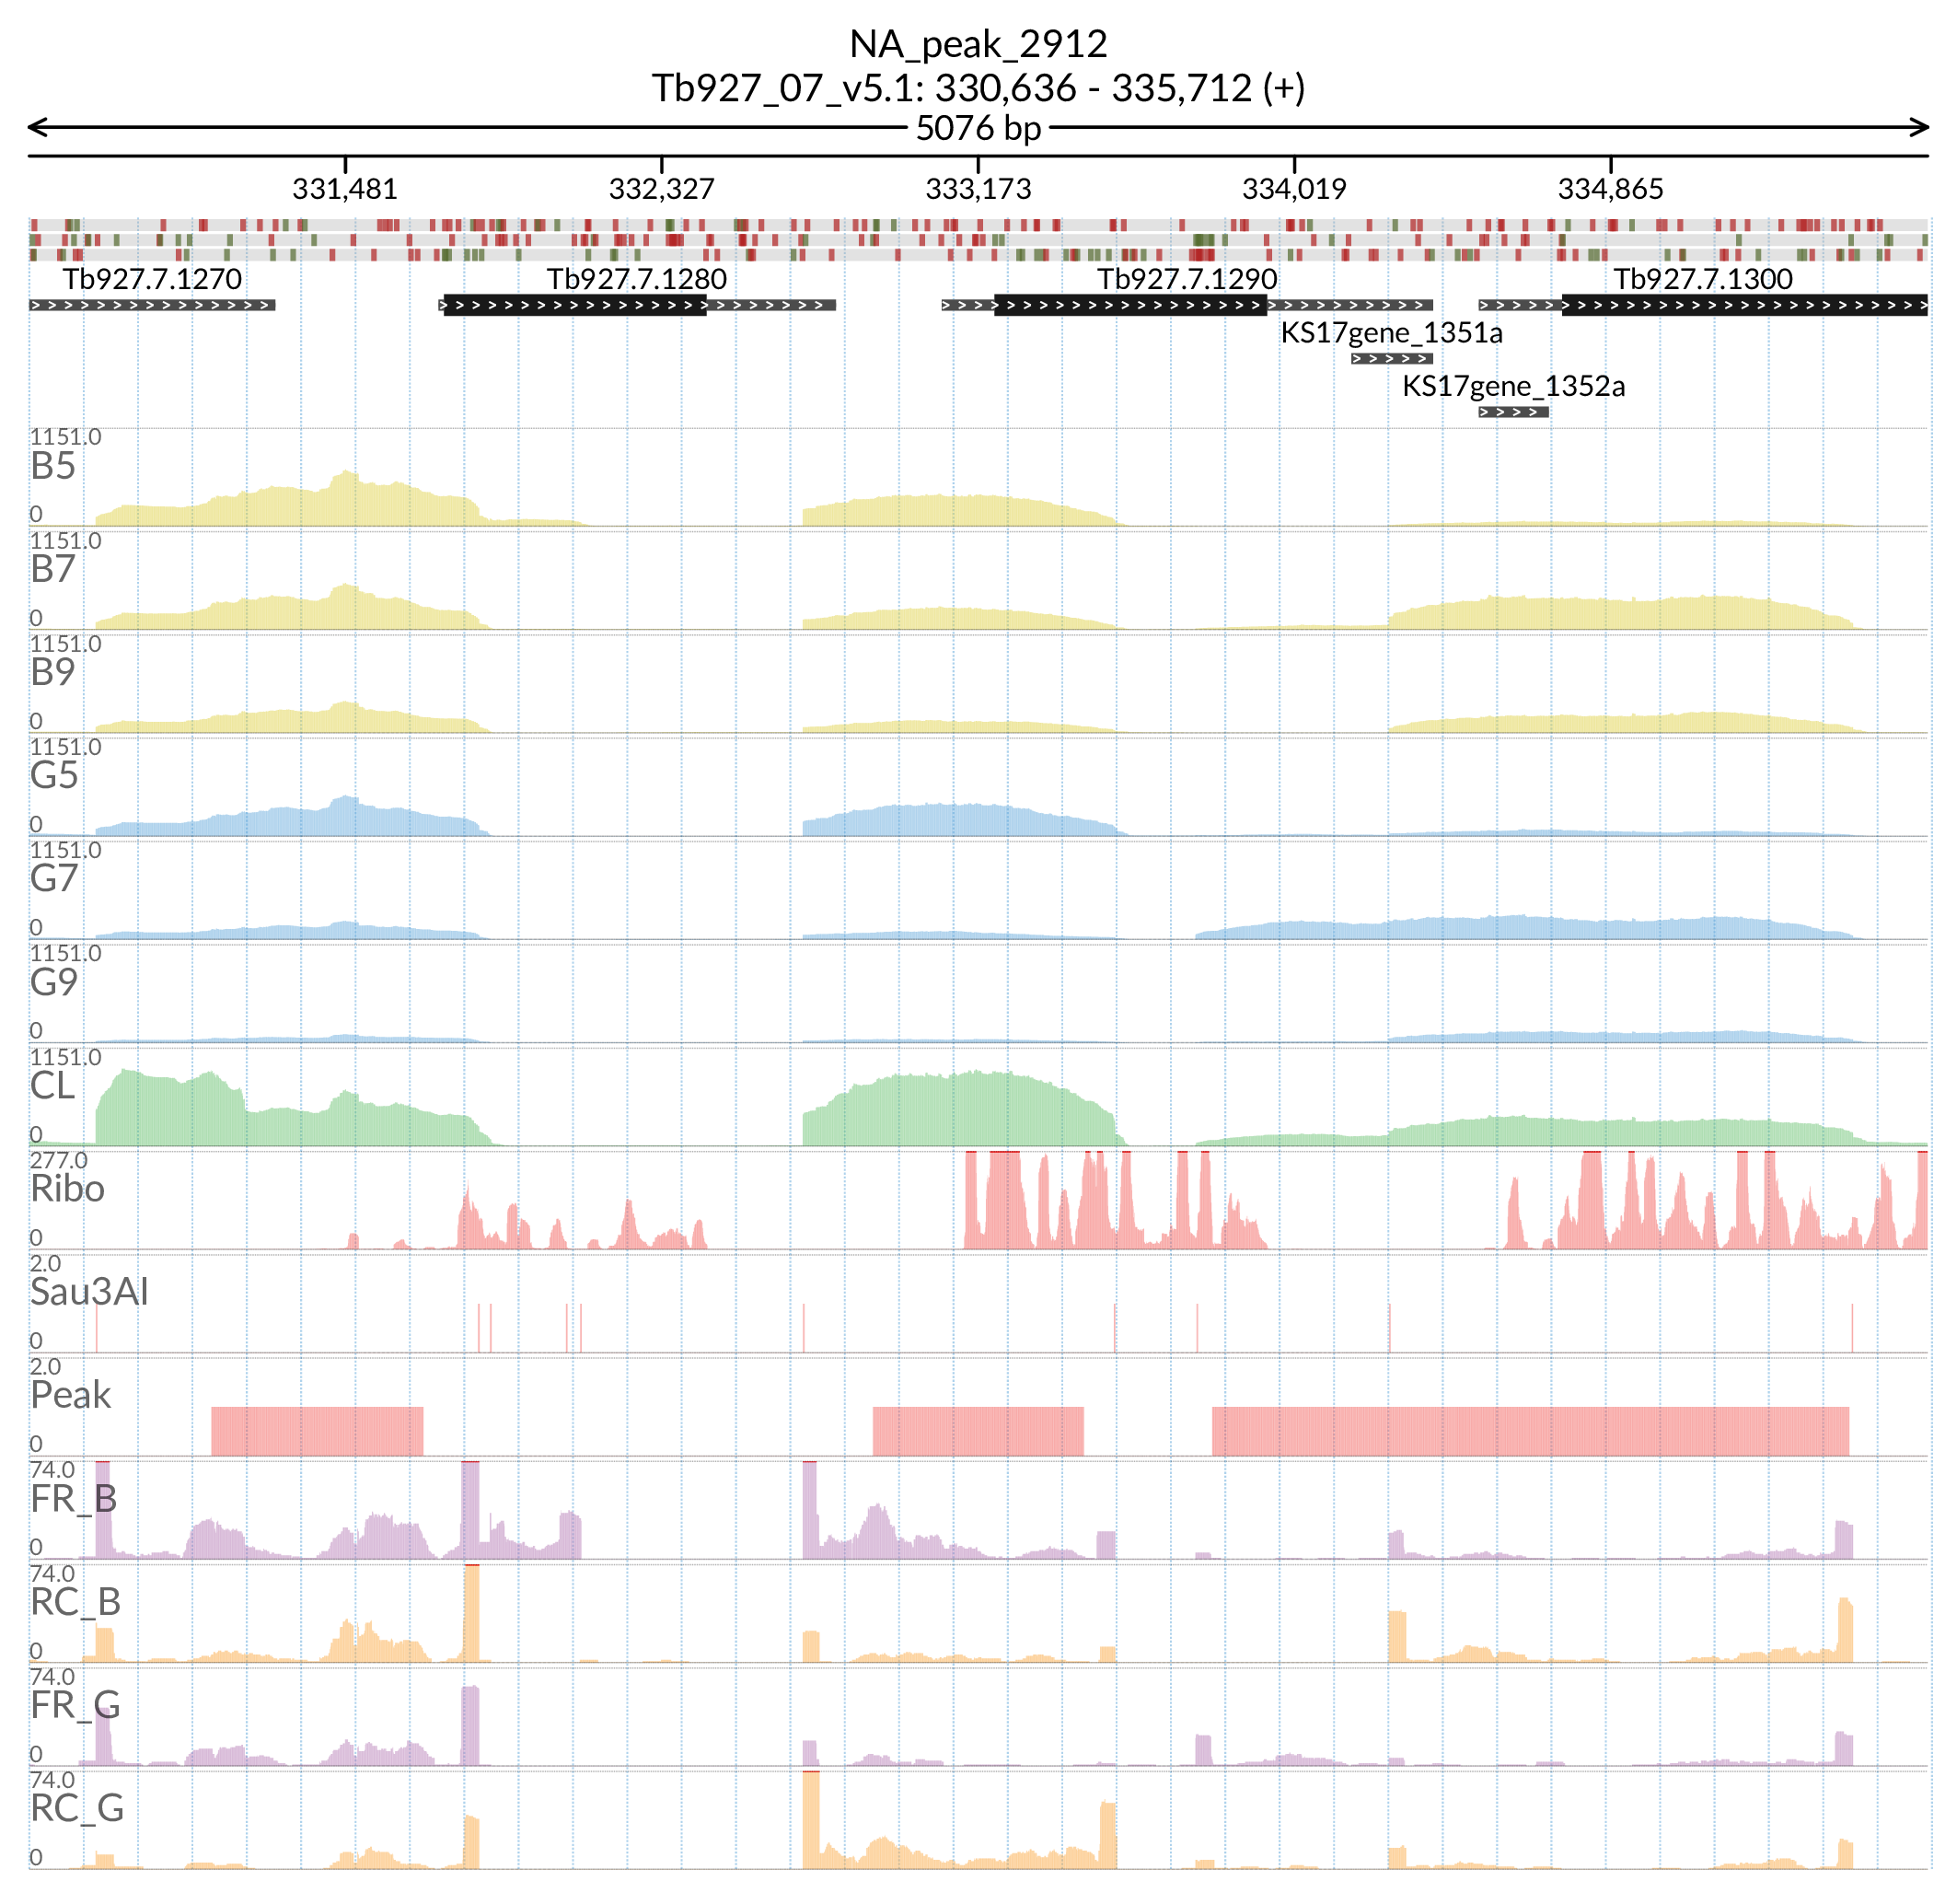 NA_peak_2912
Tb927_07_v5.1: 330,636 - 335,712 (+)
5076 bp
331,481 332,327 333,173 334,019 334,865
Tb927.7.1270 Tb927.7.1280 Tb927.7.1290 Tb927.7.1300
KS17gene_1351a
KS17gene_1352a
1151.0
B5
0
1151.0
B7
0
1151.0
B9
0
1151.0
G5
0
1151.0
G7
0
1151.0
G9
0
1151.0
CL
0
277.0
Ribo
0
2.0
Sau3AI
0
2.0
Peak
0
74.0
FR_B
0
74.0
RC_B
0
74.0
FR_G
0
74.0
RC_G
0